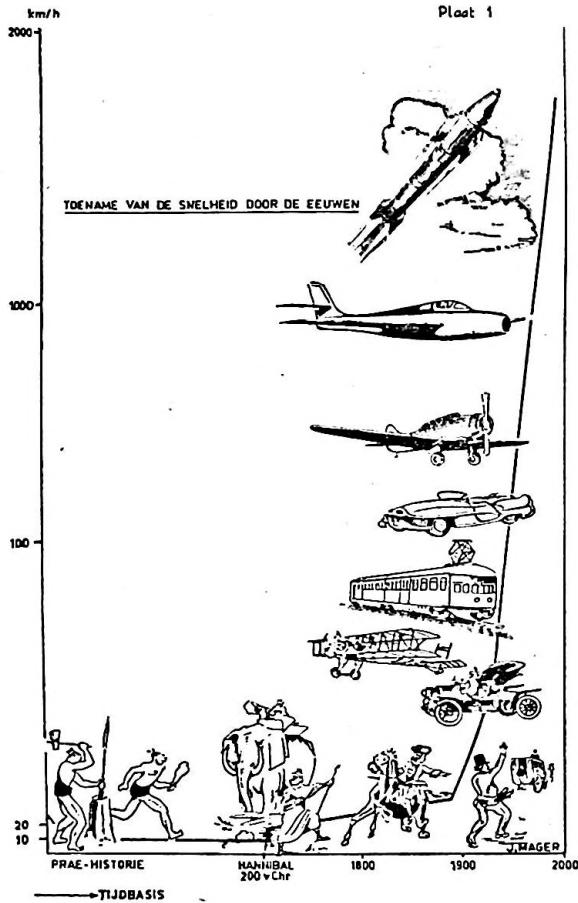 km/h
Plaat 1
2000
TOENAME VAN DE SNELHEID DOOR DE EEUWEN
1000
100
20
10
J. MAGER
PRAE-HISTORIE
HANNIBAL
200 v Chr
1800
1900
2000
TIJDBASIS